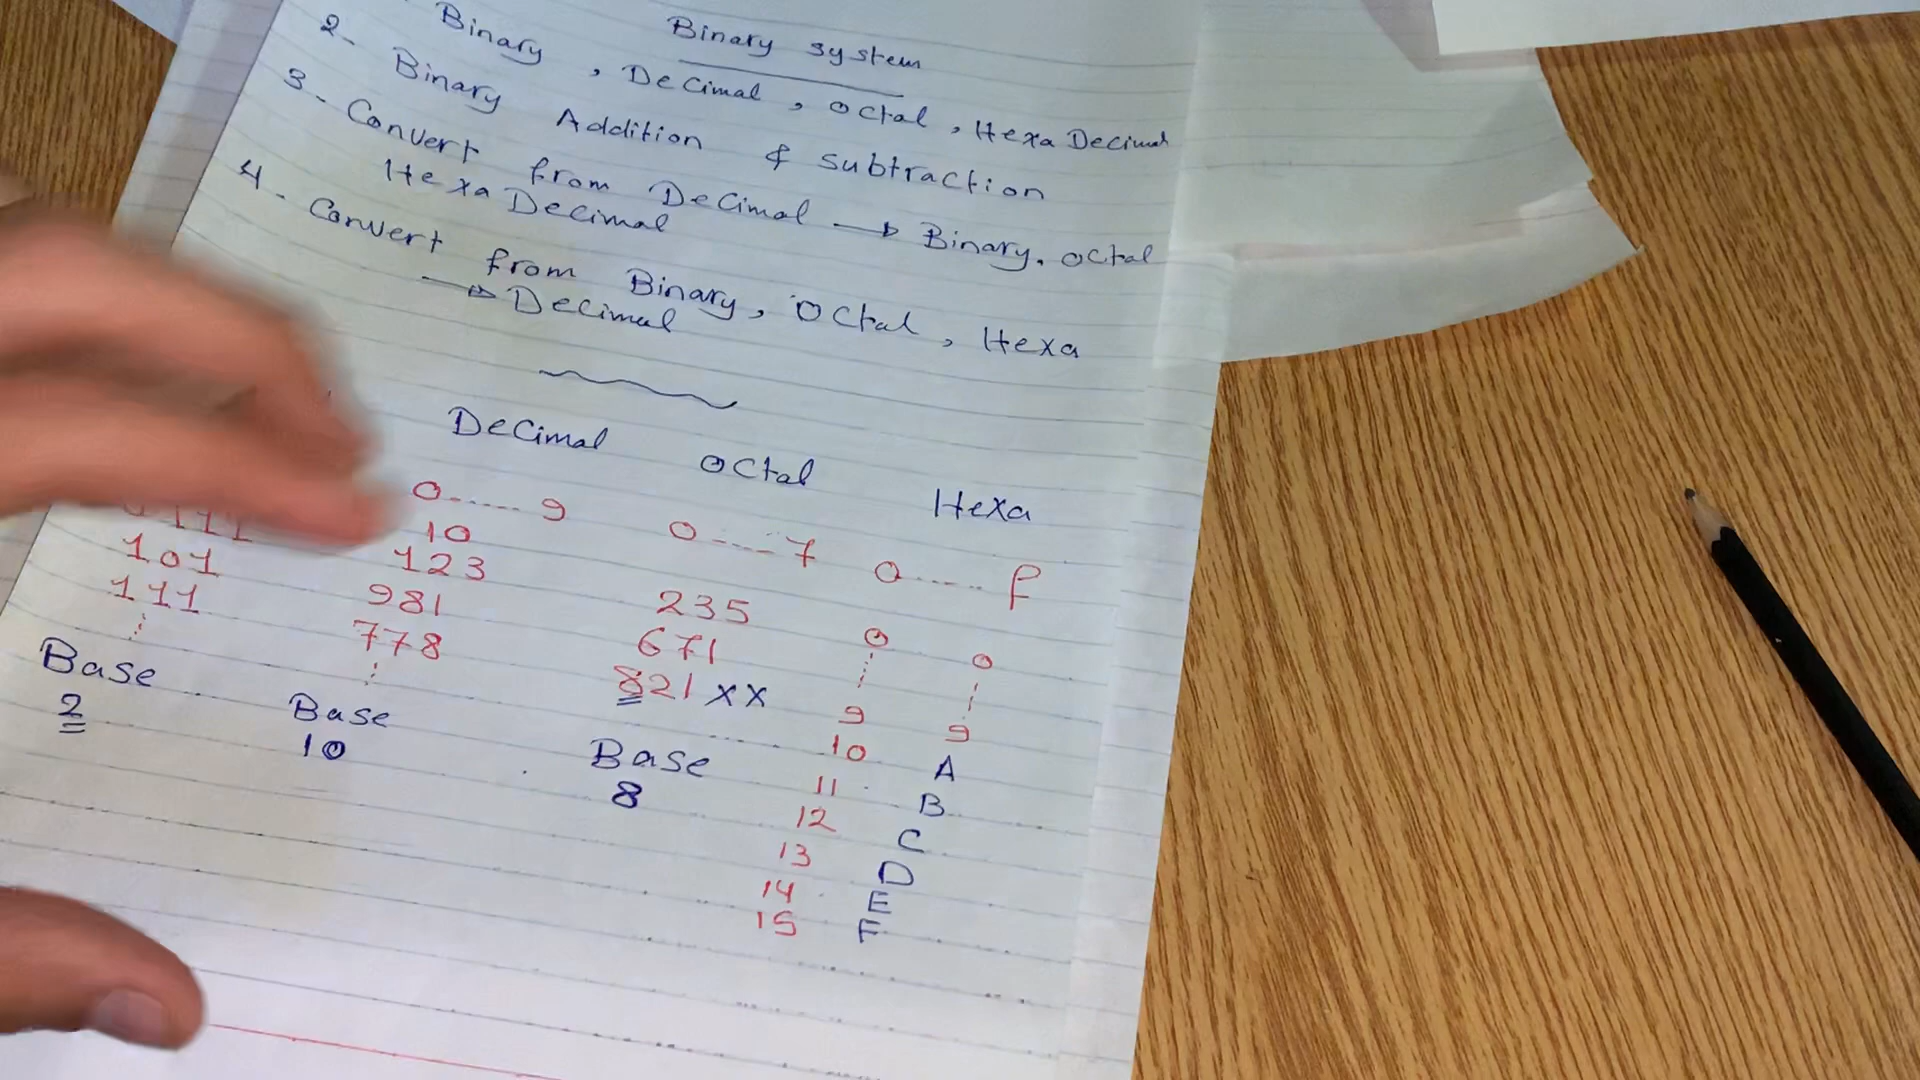 Binary system
Binary, Decimal, octal, Hexa Decimal
2- Binary Addition & subtraction
3- Convert from Decimal → Binary, octal
Hexa Decimal
4- Convert from Binary, Octal, Hexa
→ Decimal
Decimal octal Hexa
0.....9 0....7 0....F
10
101 123 235 0 0
111 981 671
778 821 XX 9 9
Base Base Base 10 A
2 10 8 11 B
12 C
13 D
14 E
15 F